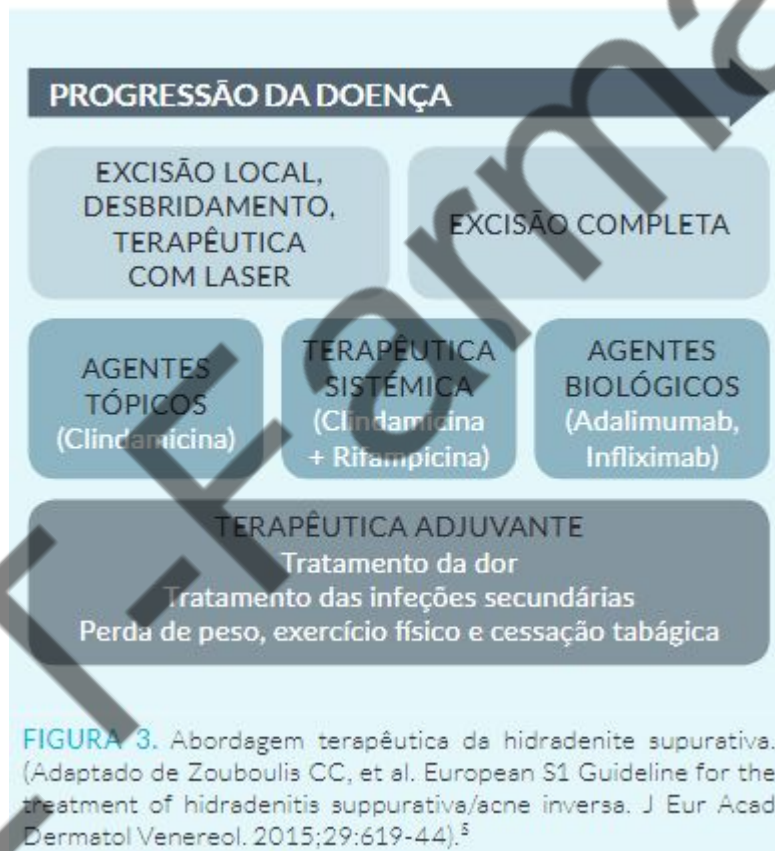 PROGRESSÃO DA DOENÇA
EXCISÃO LOCAL,
DESBRIDAMENTO,
TERAPÊUTICA
COM LASER
EXCISÃO COMPLETA
AGENTES
TÓPICOS
(Clindamicina)
TERAPÊUTICA
SISTÉMICA
(Clindamicina
+ Rifampicina)
AGENTES
BIOLÓGICOS
(Adalimumab,
Infliximab)
TERAPÊUTICA ADJUVANTE
Tratamento da dor
Tratamento das infeções secundárias
Perda de peso, exercício físico e cessação tabágica
FIGURA 3. Abordagem terapêutica da hidradenite supurativa.
(Adaptado de Zouboulis CC, et al. European S1 Guideline for the
treatment of hidradenitis suppurativa/acne inversa. J Eur Acad
Dermatol Venereol. 2015;29:619-44).⁵